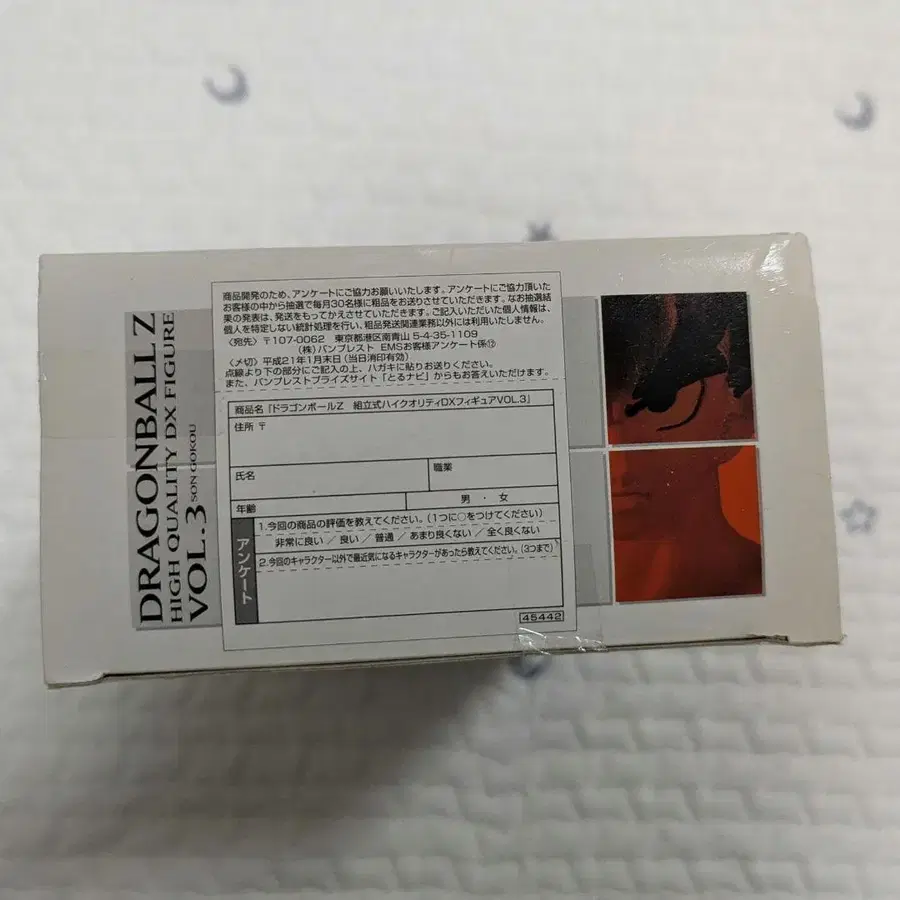 DRAGONBALL Z
HIGH QUALITY DX FIGURE
VOL.3 SON GOKOU
商品開発のため、アンケートにご協力お願いいたします。アンケートにご協力頂いた
お客様の中から抽選で毎月30名様に粗品をお送りさせていただきます。なお抽選結
果の発表は、発送をもってかえさせていただきます。ご記入いただいた個人情報は、
個人を特定しない統計処理を行い、粗品発送関連業務以外には利用いたしません。
〈宛先〉〒107-0062 東京都港区南青山 5-4-35-1109
(株)バンプレスト EMSお客様アンケート係⑫
〈〆切〉平成21年1月末日(当日消印有効)
点線より下の部分にご記入の上、ハガキに貼りお送りください。
また、バンプレストプライズサイト「とるナビ」からもお答えいただけます。
商品名『ドラゴンボールZ 組立式ハイクオリティDXフィギュアVOL.3』
住所 〒
氏名 職業
年齢 男 ・ 女
アンケート
1.今回の商品の評価を教えてください。(1つに○をつけてください)
非常に良い / 良い / 普通 / あまり良くない / 全く良くない
2.今回のキャラクター以外で最近気になるキャラクターがあったら教えてください。(3つまで)
45442